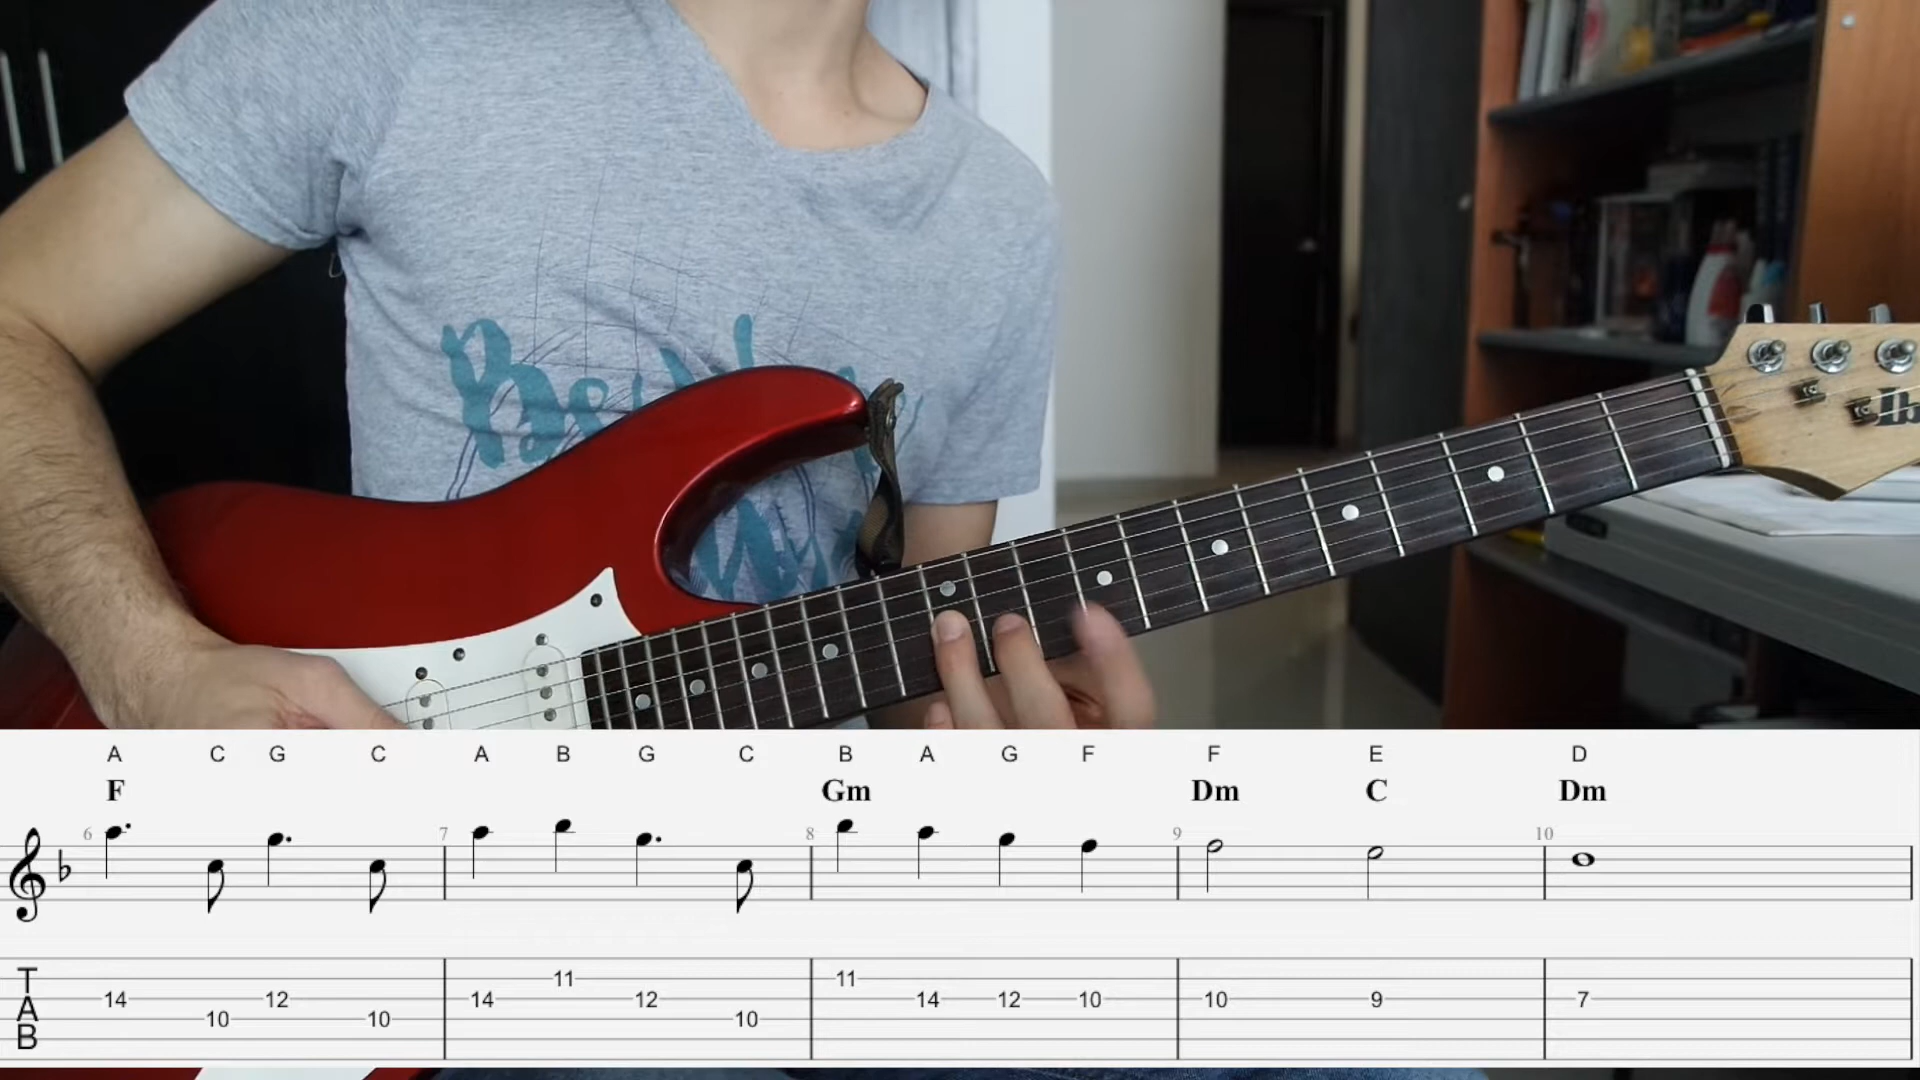 A C G C A B G C B A G F F E D
F Gm Dm C Dm
6 7 8 9 10
T 11 11
A 14 12 14 12 14 12 10 10 9 7
B 10 10 10